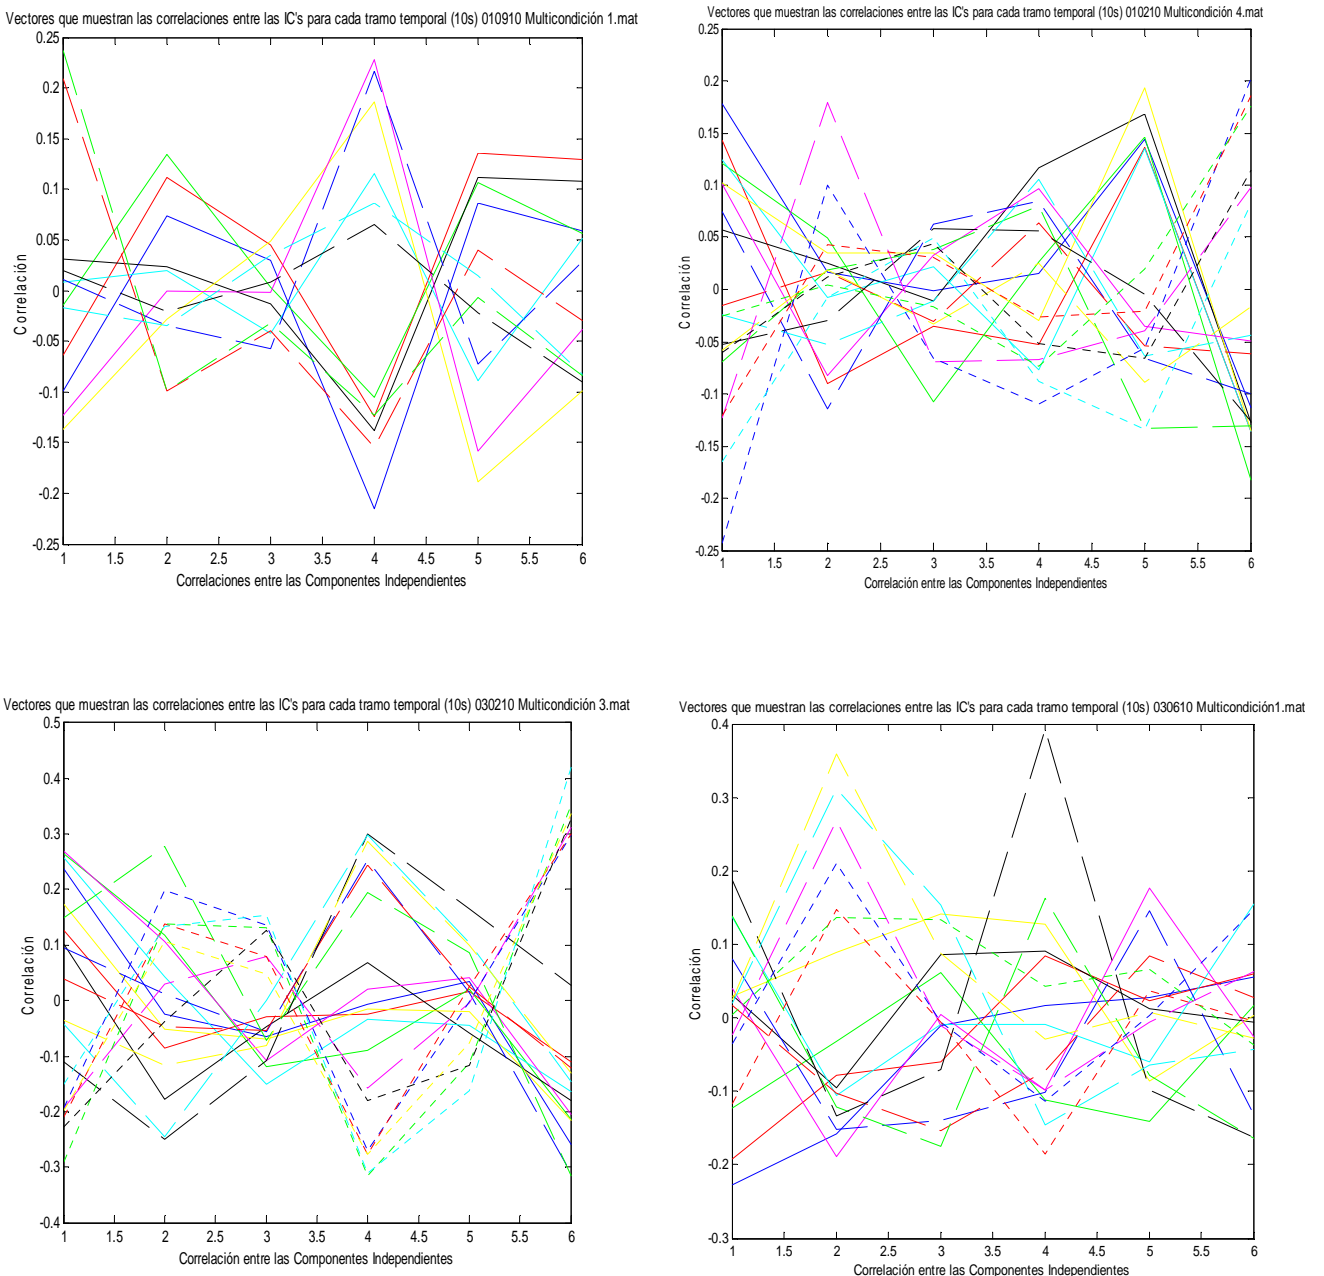 Vectores que muestran las correlaciones entre las IC's para cada tramo temporal (10s) 010910 Multicondición 1.mat
0.25
0.2
0.15
0.1
0.05
0
-0.05
-0.1
-0.15
-0.2
-0.25
Correlación
1 1.5 2 2.5 3 3.5 4 4.5 5 5.5 6
Correlaciones entre las Componentes Independientes
Vectores que muestran las correlaciones entre las IC's para cada tramo temporal (10s) 010210 Multicondición 4.mat
0.25
0.2
0.15
0.1
0.05
0
-0.05
-0.1
-0.15
-0.2
-0.25
Correlación
1 1.5 2 2.5 3 3.5 4 4.5 5 5.5 6
Correlación entre las Componentes Independientes
Vectores que muestran las correlaciones entre las IC's para cada tramo temporal (10s) 030210 Multicondición 3.mat
0.5
0.4
0.3
0.2
0.1
0
-0.1
-0.2
-0.3
-0.4
Correlación
1 1.5 2 2.5 3 3.5 4 4.5 5 5.5 6
Correlación entre las Componentes Independientes
Vectores que muestran las correlaciones entre las IC's para cada tramo temporal (10s) 030610 Multicondición1.mat
0.4
0.3
0.2
0.1
0
-0.1
-0.2
-0.3
Correlación
1 1.5 2 2.5 3 3.5 4 4.5 5 5.5 6
Correlación entre las Componentes Independientes